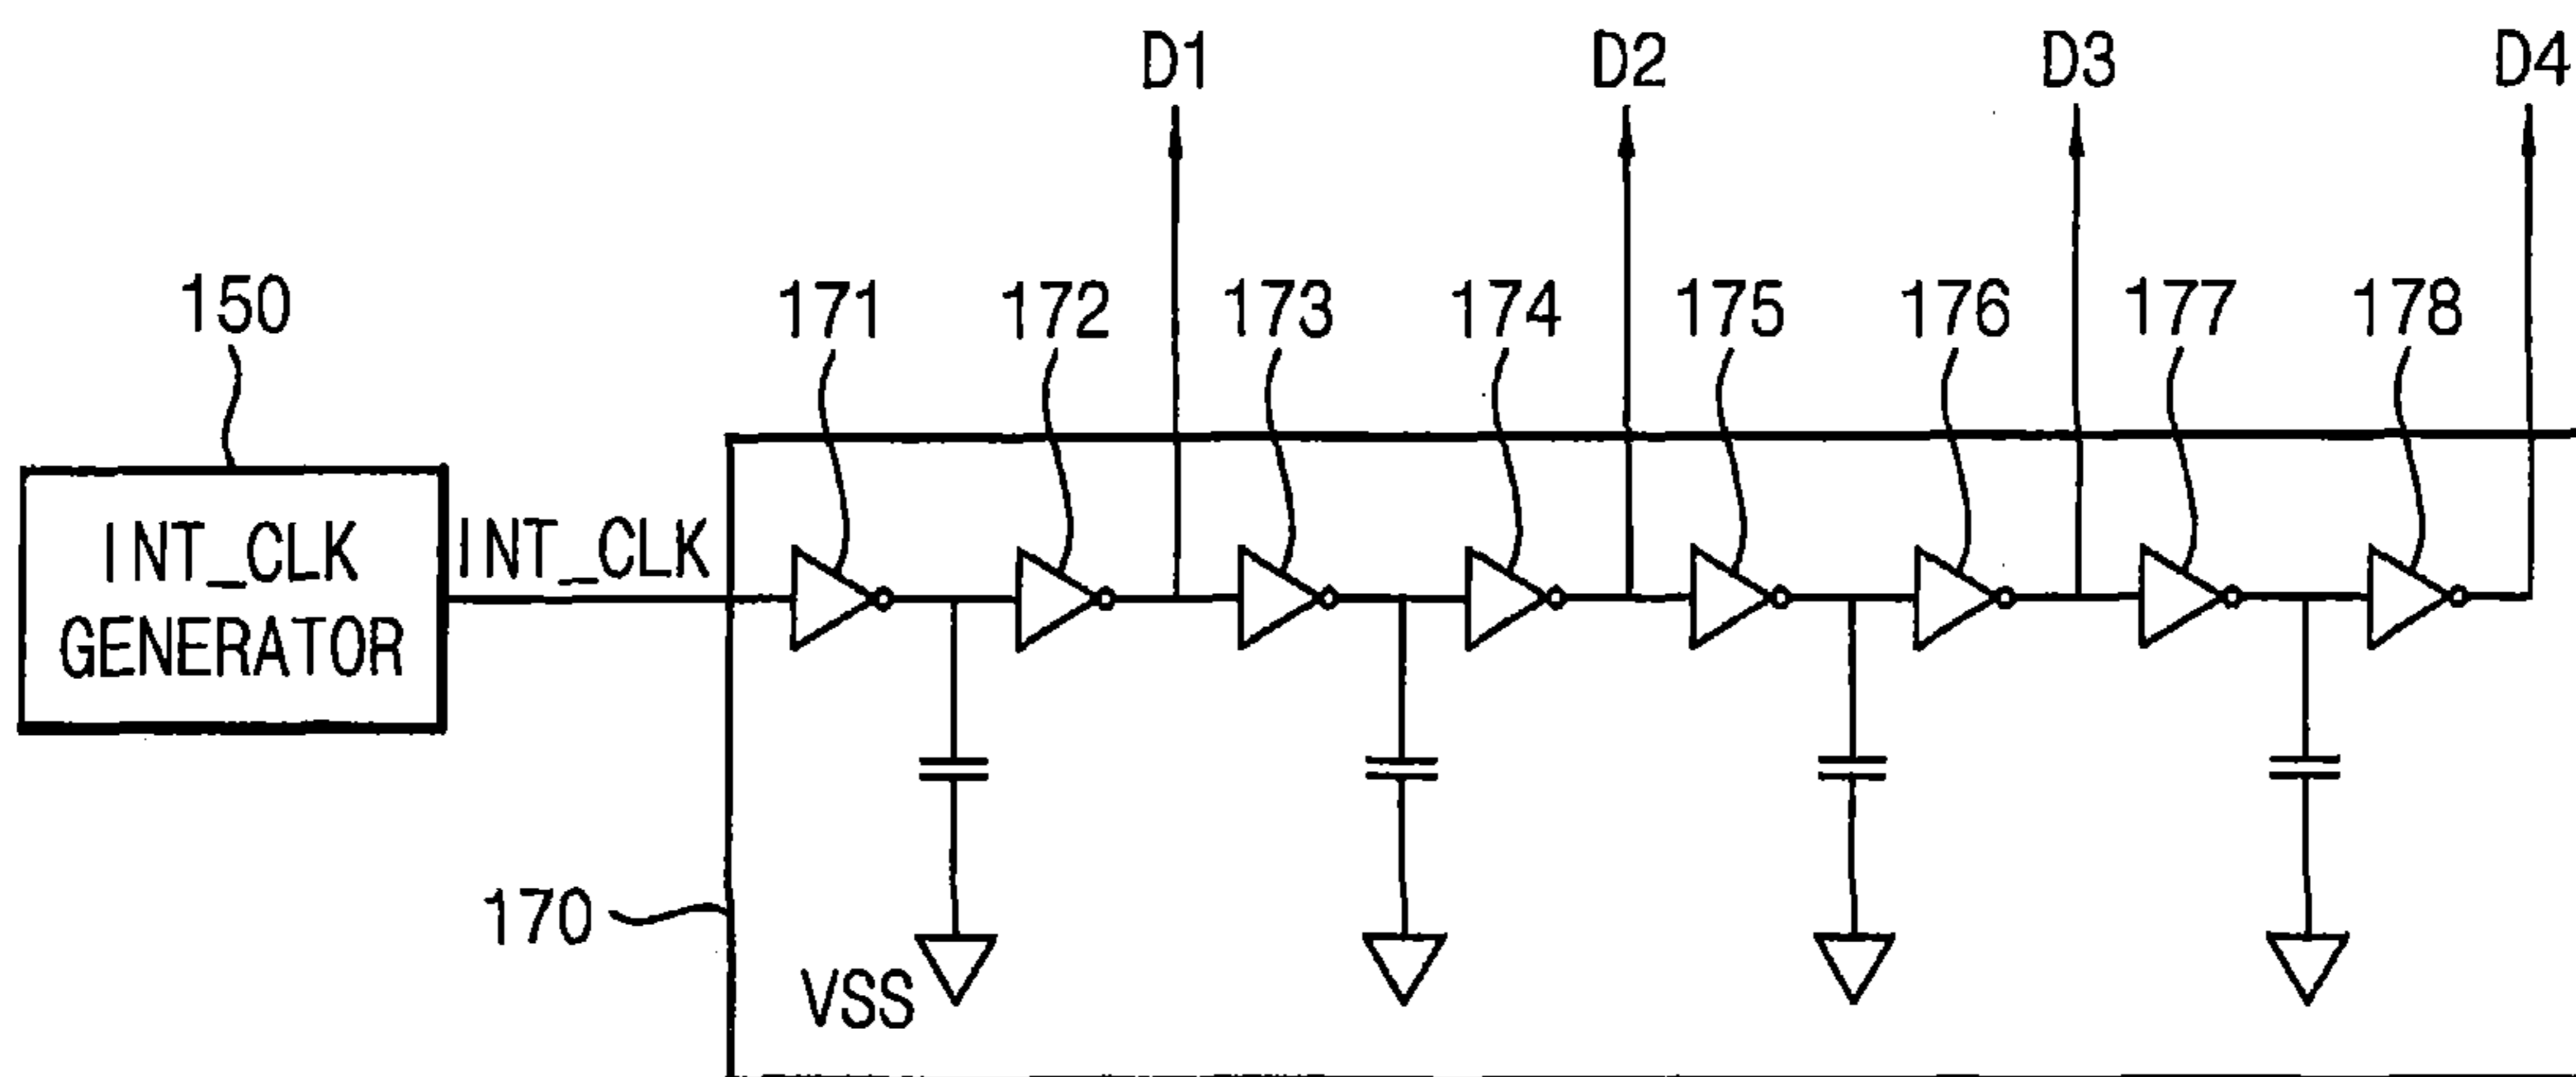 D1 D2 D3 D4
150 171 172 173 174 175 176 177 178
INT_CLK
GENERATOR
INT_CLK
170
VSS